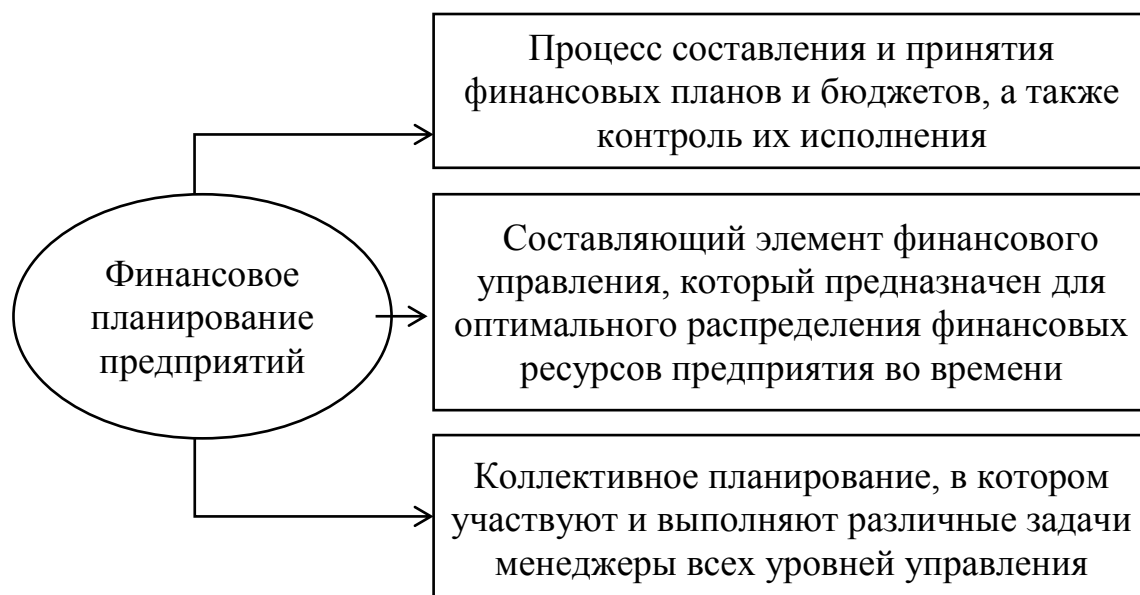 Процесс составления и принятия
финансовых планов и бюджетов, а также
контроль их исполнения
Финансовое
планирование
предприятий
Составляющий элемент финансового
управления, который предназначен для
оптимального распределения финансовых
ресурсов предприятия во времени
Коллективное планирование, в котором
участвуют и выполняют различные задачи
менеджеры всех уровней управления